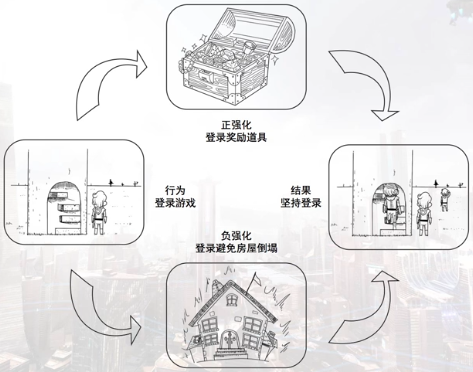 正强化
登录奖励道具
行为
登录游戏
结果
坚持登录
负强化
登录避免房屋倒塌